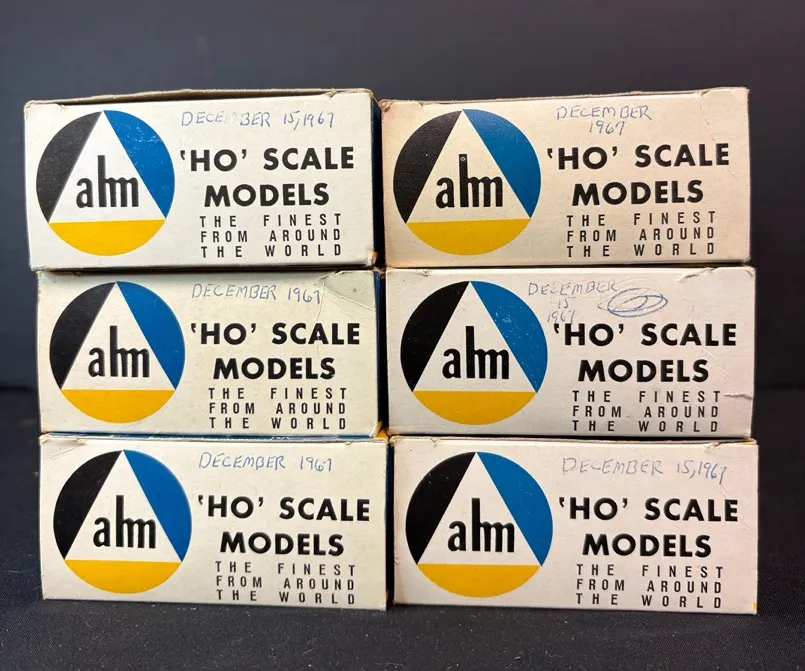 DECEMBER 15, 1967
ahm
'HO' SCALE
MODELS
THE FINEST
FROM AROUND
THE WORLD
DECEMBER
1967
ahm
'HO' SCALE
MODELS
THE FINEST
FROM AROUND
THE WORLD
DECEMBER 1967
ahm
'HO' SCALE
MODELS
THE FINEST
FROM AROUND
THE WORLD
DECEMBER
15
1967
ahm
'HO' SCALE
MODELS
THE FINEST
FROM AROUND
THE WORLD
DECEMBER 1967
ahm
'HO' SCALE
MODELS
THE FINEST
FROM AROUND
THE WORLD
DECEMBER 15, 1967
ahm
'HO' SCALE
MODELS
THE FINEST
FROM AROUND
THE WORLD